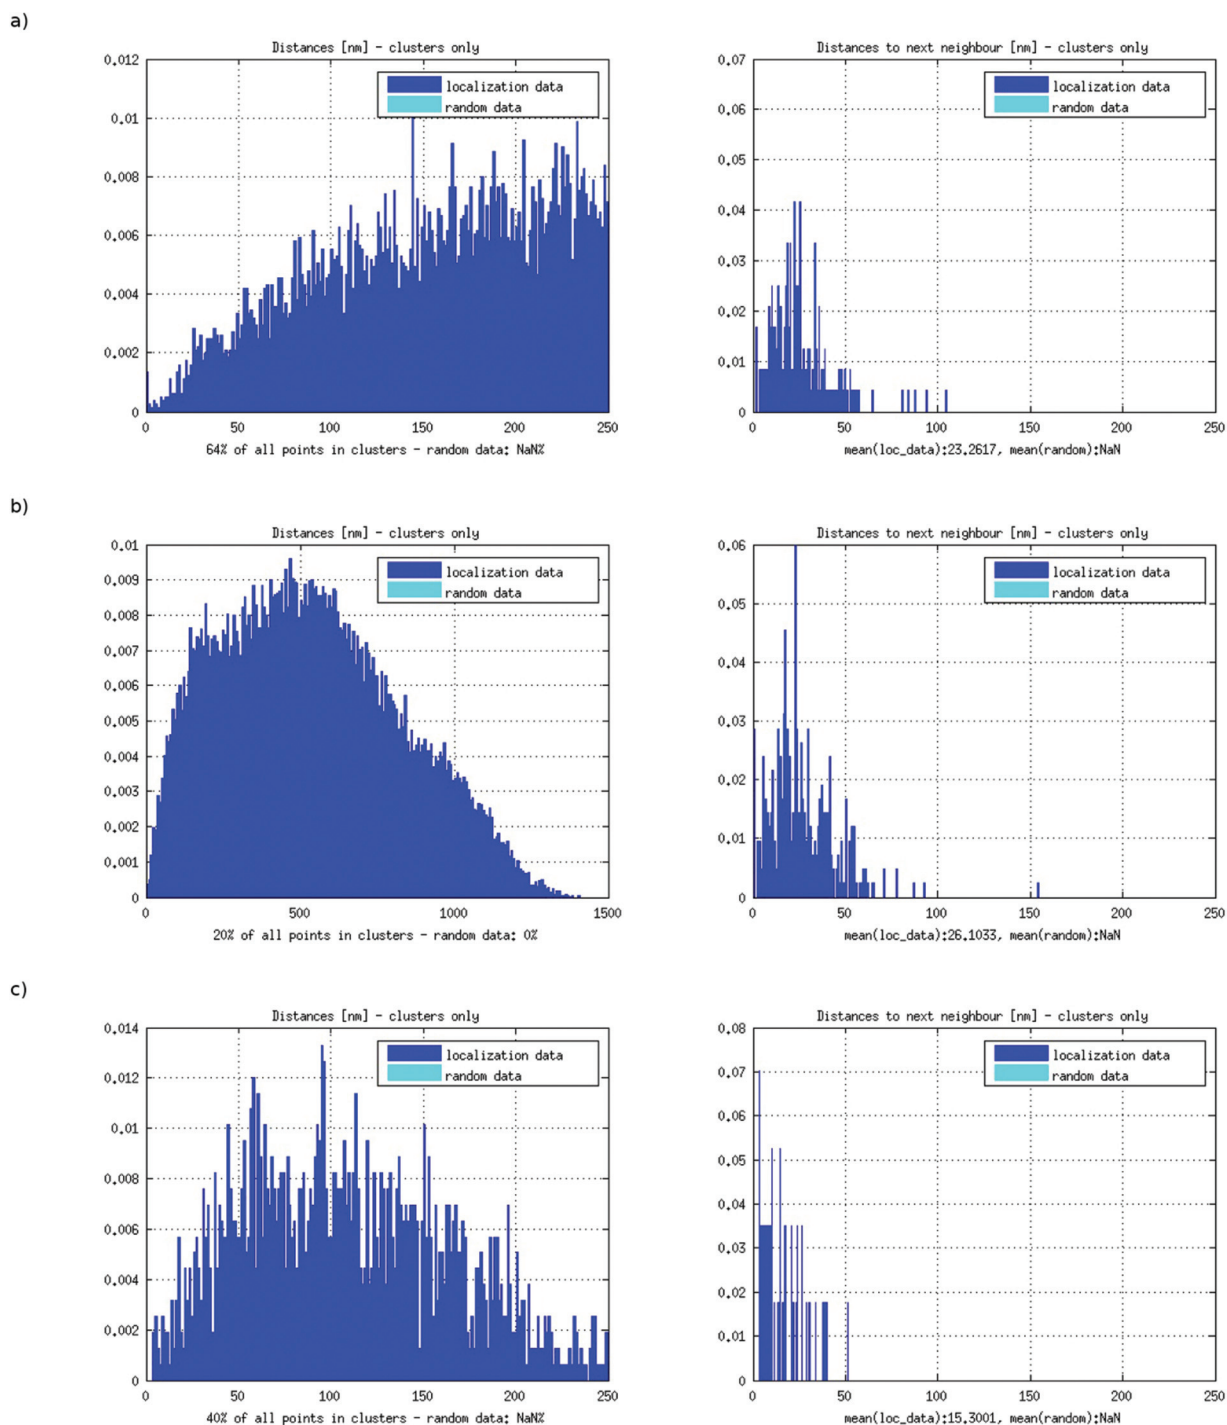 a)
Distances [nm] - clusters only
0.012
0.01
0.008
0.006
0.004
0.002
0
localization data
random data
0 50 100 150 200 250
64% of all points in clusters - random data: NaN%
Distances to next neighbour [nm] - clusters only
0.07
0.06
0.05
0.04
0.03
0.02
0.01
0
localization data
random data
0 50 100 150 200 250
mean(loc_data):23.2617, mean(random):NaN
b)
Distances [nm] - clusters only
0.01
0.009
0.008
0.007
0.006
0.005
0.004
0.003
0.002
0.001
0
localization data
random data
0 500 1000 1500
20% of all points in clusters - random data: 0%
Distances to next neighbour [nm] - clusters only
0.06
0.05
0.04
0.03
0.02
0.01
0
localization data
random data
0 50 100 150 200 250
mean(loc_data):26.1033, mean(random):NaN
c)
Distances [nm] - clusters only
0.014
0.012
0.01
0.008
0.006
0.004
0.002
0
localization data
random data
0 50 100 150 200 250
40% of all points in clusters - random data: NaN%
Distances to next neighbour [nm] - clusters only
0.08
0.07
0.06
0.05
0.04
0.03
0.02
0.01
0
localization data
random data
0 50 100 150 200 250
mean(loc_data):15.3001, mean(random):NaN